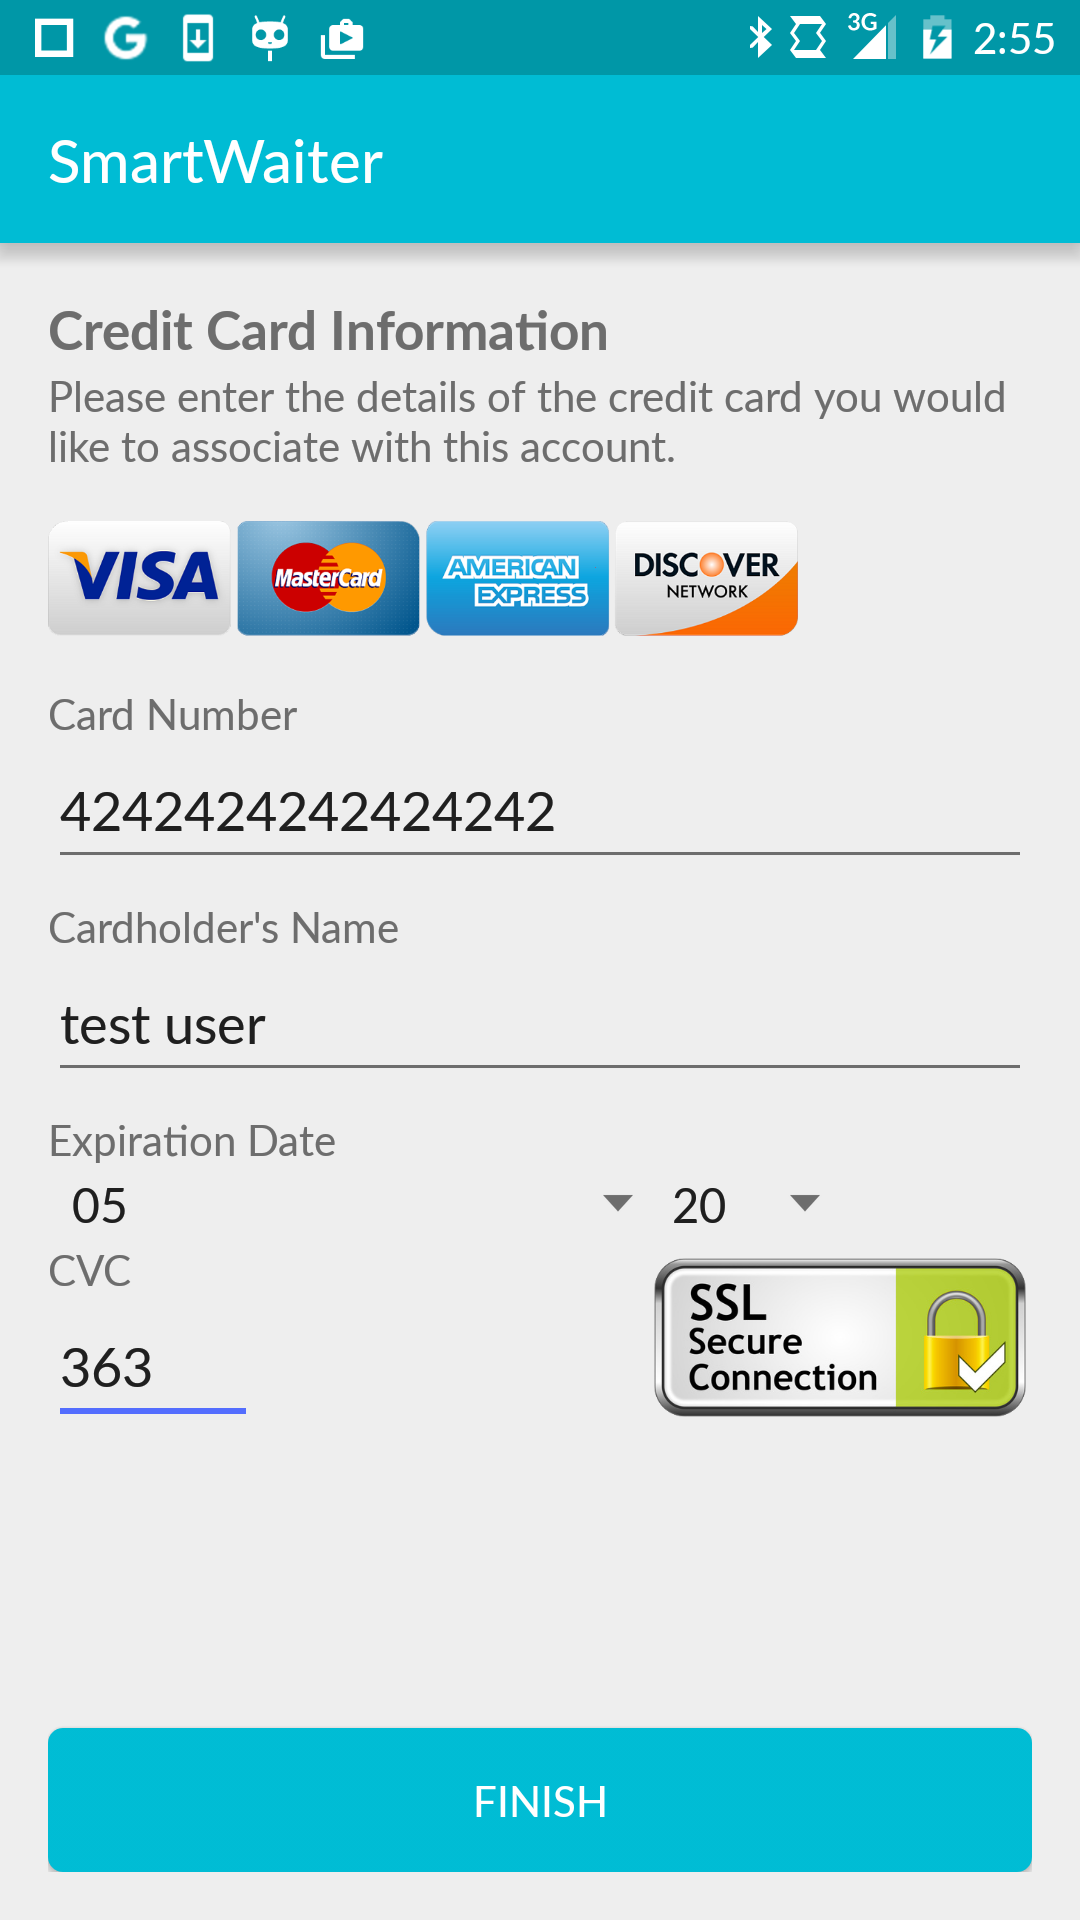 3G 2:55
SmartWaiter
Credit Card Information
Please enter the details of the credit card you would
like to associate with this account.
VISA MasterCard AMERICAN EXPRESS DISCOVER NETWORK
Card Number
4242424242424242
Cardholder's Name
test user
Expiration Date
05 20
CVC
363
SSL
Secure
Connection
FINISH